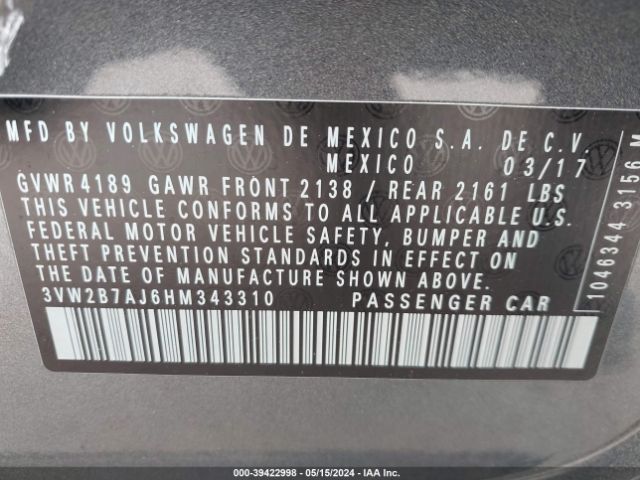 MFD BY VOLKSWAGEN DE MEXICO S.A. DE C.V.
MEXICO 03/17
GVWR 4189 GAWR FRONT 2138 / REAR 2161 LBS
THIS VEHICLE CONFORMS TO ALL APPLICABLE U.S.
FEDERAL MOTOR VEHICLE SAFETY, BUMPER AND
THEFT PREVENTION STANDARDS IN EFFECT ON
THE DATE OF MANUFACTURE SHOWN ABOVE.
3VW2B7AJ6HM343310 PASSENGER CAR
1046344 3156 M
000-39422998 - 05/15/2024 - IAA Inc.